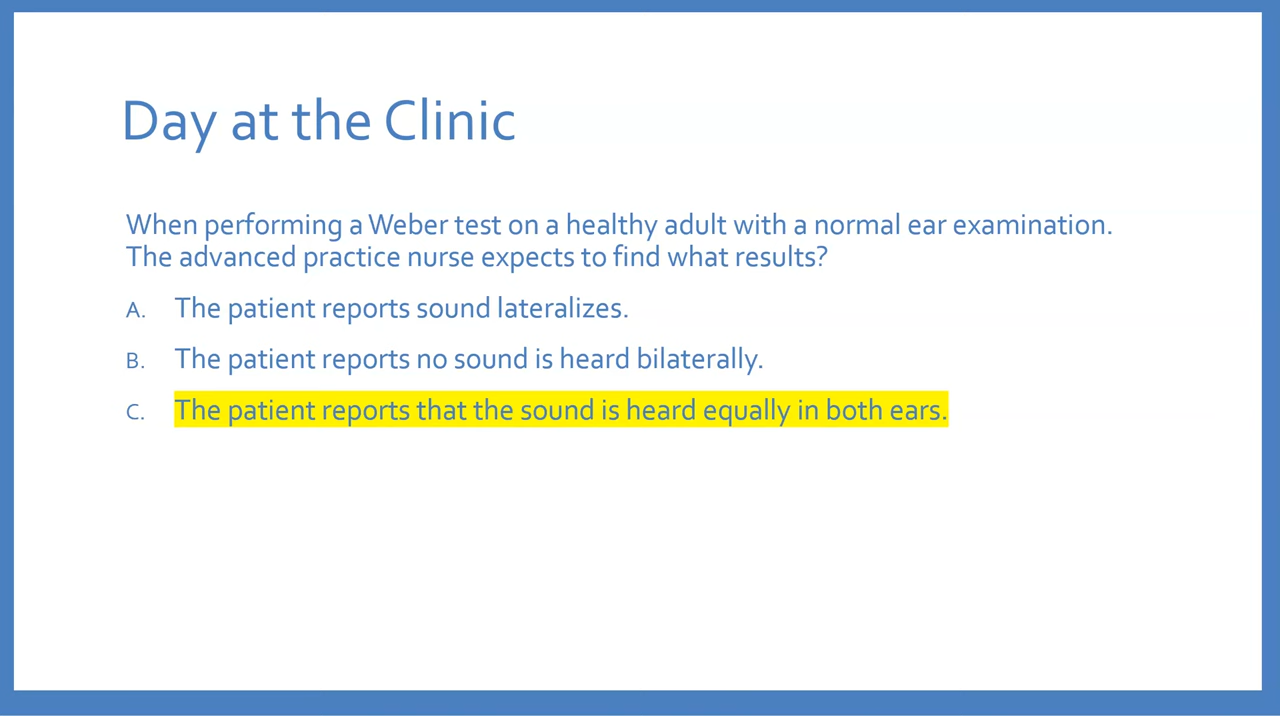 Day at the Clinic
When performing a Weber test on a healthy adult with a normal ear examination.
The advanced practice nurse expects to find what results?
A. The patient reports sound lateralizes.
B. The patient reports no sound is heard bilaterally.
C. The patient reports that the sound is heard equally in both ears.